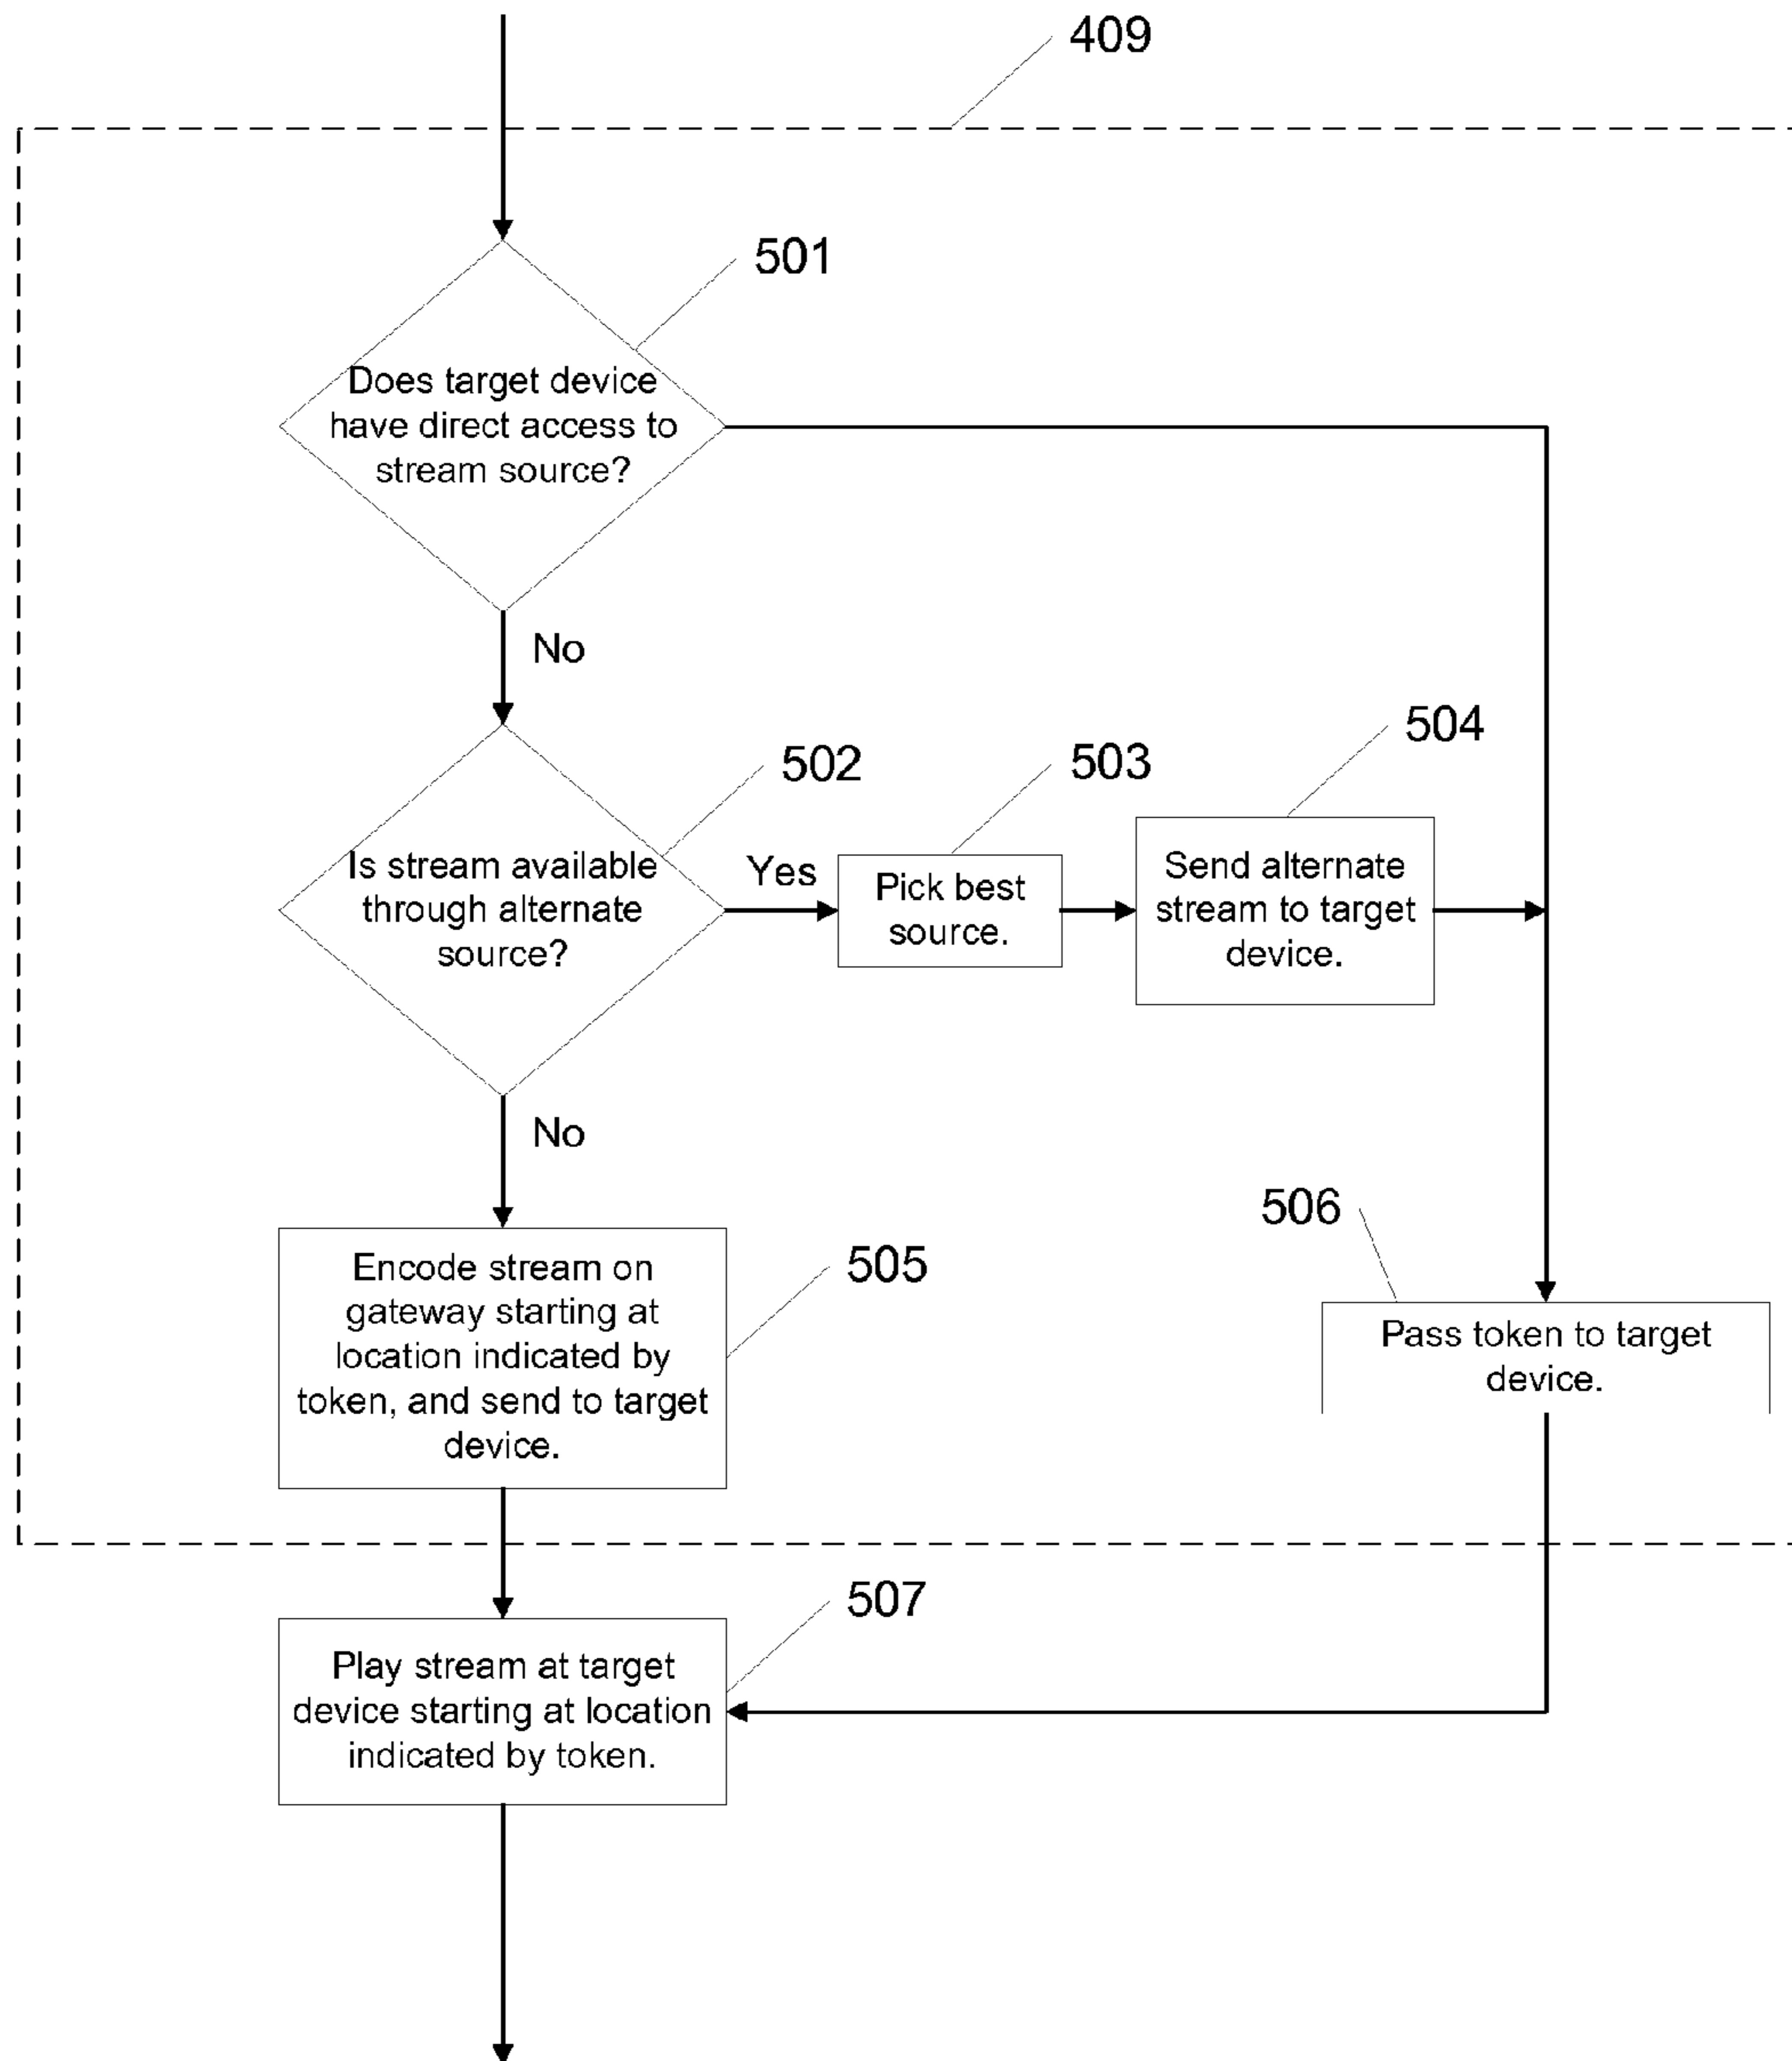 409
501
Does target device
have direct access to
stream source?
No
502
503
504
Is stream available
through alternate
source?
Yes
Pick best
source.
Send alternate
stream to target
device.
No
505
506
Encode stream on
gateway starting at
location indicated by
token, and send to target
device.
Pass token to target
device.
507
Play stream at target
device starting at location
indicated by token.